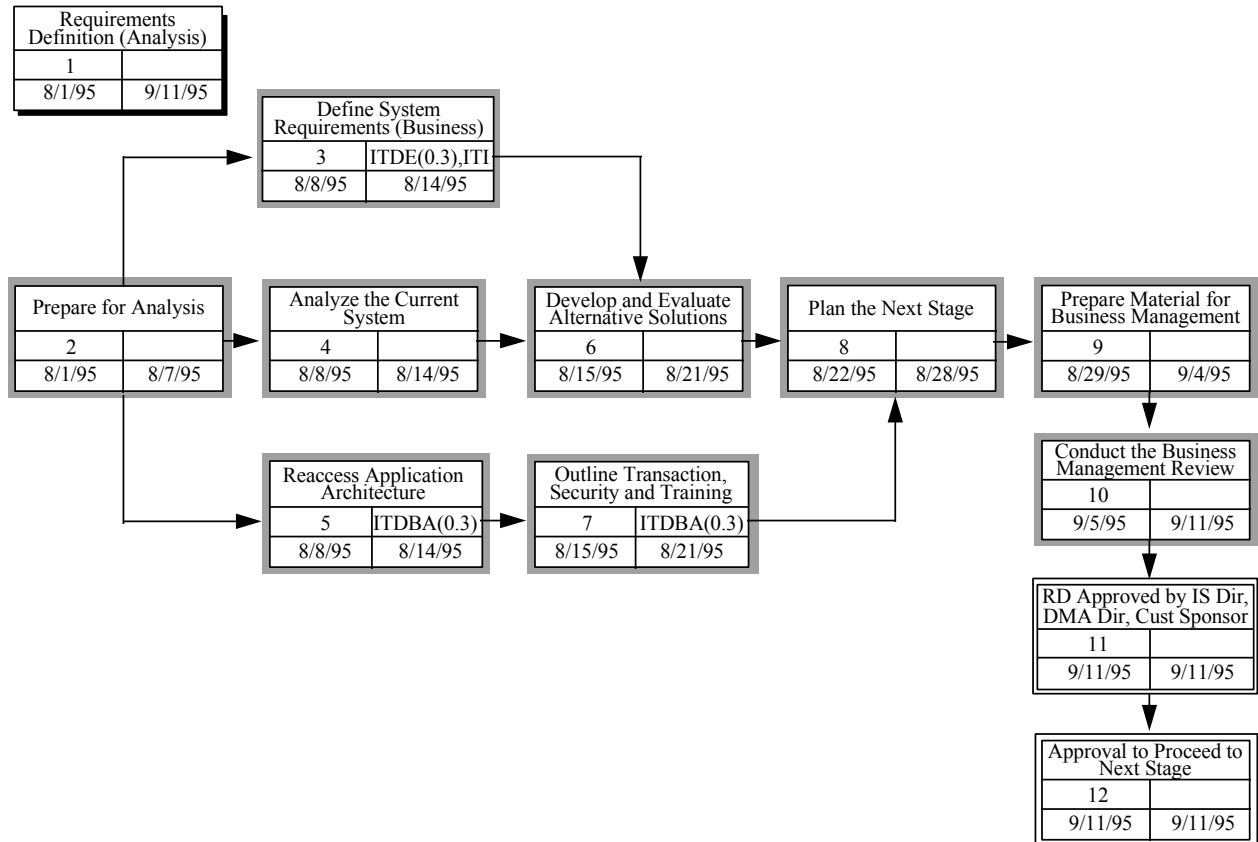 Requirements
Definition (Analysis)
1
8/1/95 9/11/95
Define System
Requirements (Business)
3 ITDE(0.3),ITI
8/8/95 8/14/95
Prepare for Analysis
2
8/1/95 8/7/95
Analyze the Current
System
4
8/8/95 8/14/95
Develop and Evaluate
Alternative Solutions
6
8/15/95 8/21/95
Plan the Next Stage
8
8/22/95 8/28/95
Prepare Material for
Business Management
9
8/29/95 9/4/95
Reaccess Application
Architecture
5 ITDBA(0.3)
8/8/95 8/14/95
Outline Transaction,
Security and Training
7 ITDBA(0.3)
8/15/95 8/21/95
Conduct the Business
Management Review
10
9/5/95 9/11/95
RD Approved by IS Dir,
DMA Dir, Cust Sponsor
11
9/11/95 9/11/95
Approval to Proceed to
Next Stage
12
9/11/95 9/11/95